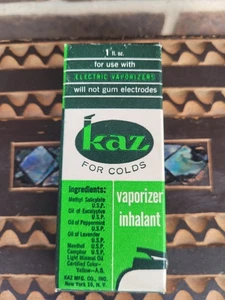 1 fl. oz.
for use with
ELECTRIC VAPORIZERS
will not gum electrodes
kaz
FOR COLDS
Ingredients:
Methyl Salicylate
U.S.P.
Oil of Eucalyptus
U.S.P.
Oil of Peppermint
U.S.P.
Oil of Lavender
U.S.P.
Menthol U.S.P.
Camphor U.S.P.
Light Mineral Oil
Certified Color—
Yellow—A.B.
KAZ MFG. CO., INC.
New York, 14, N. Y.
vaporizer
inhalant